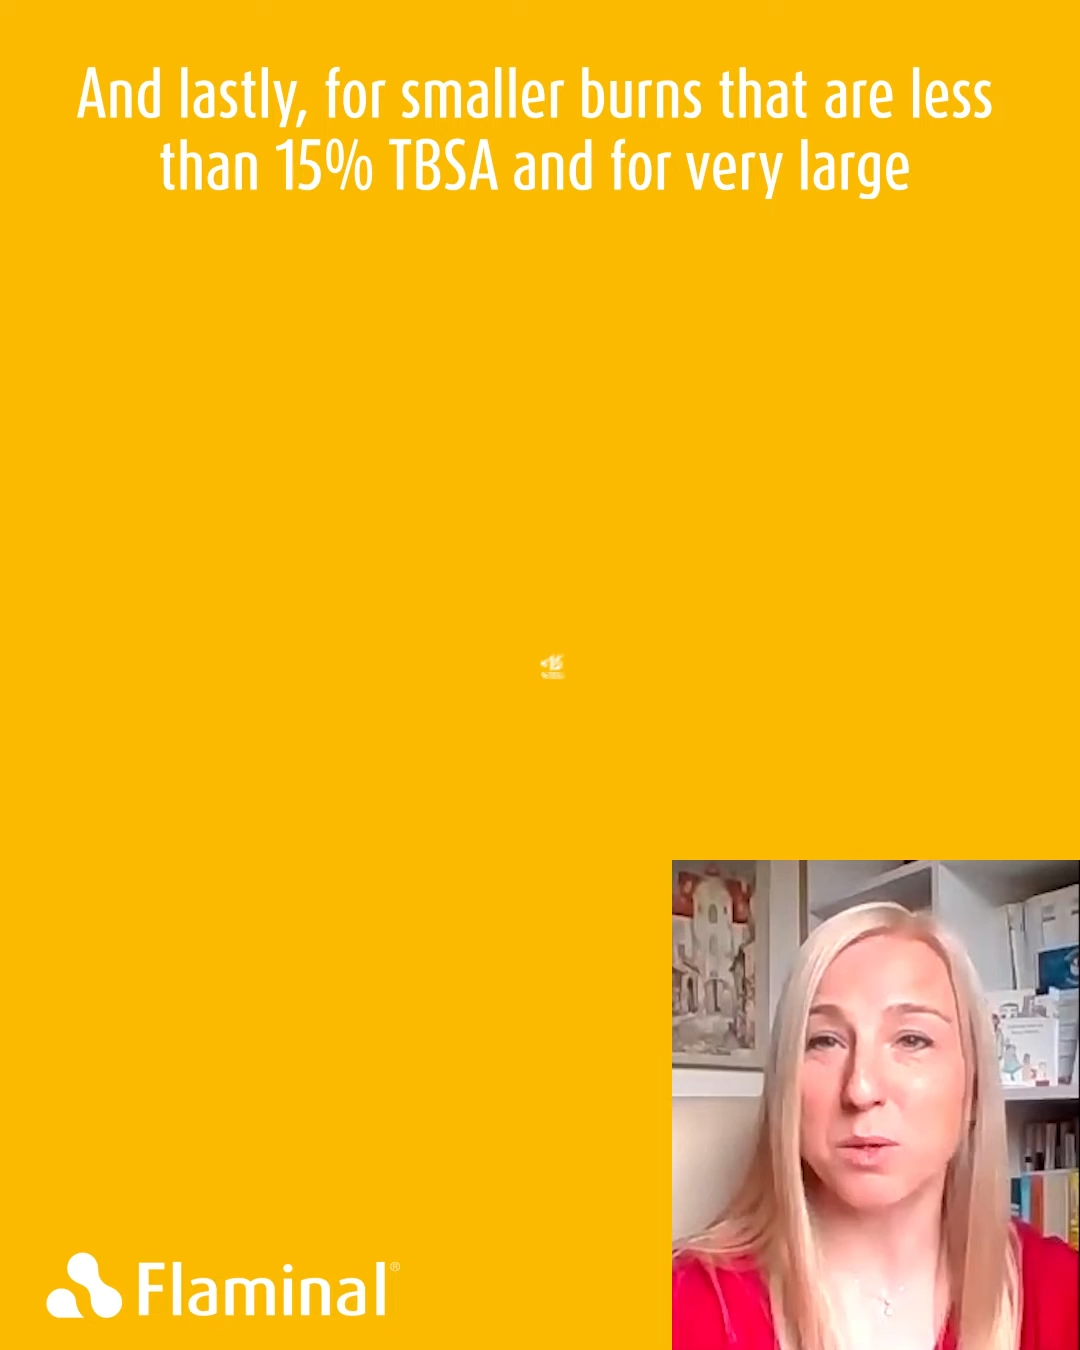 And lastly, for smaller burns that are less
than 15% TBSA and for very large
Flaminal®